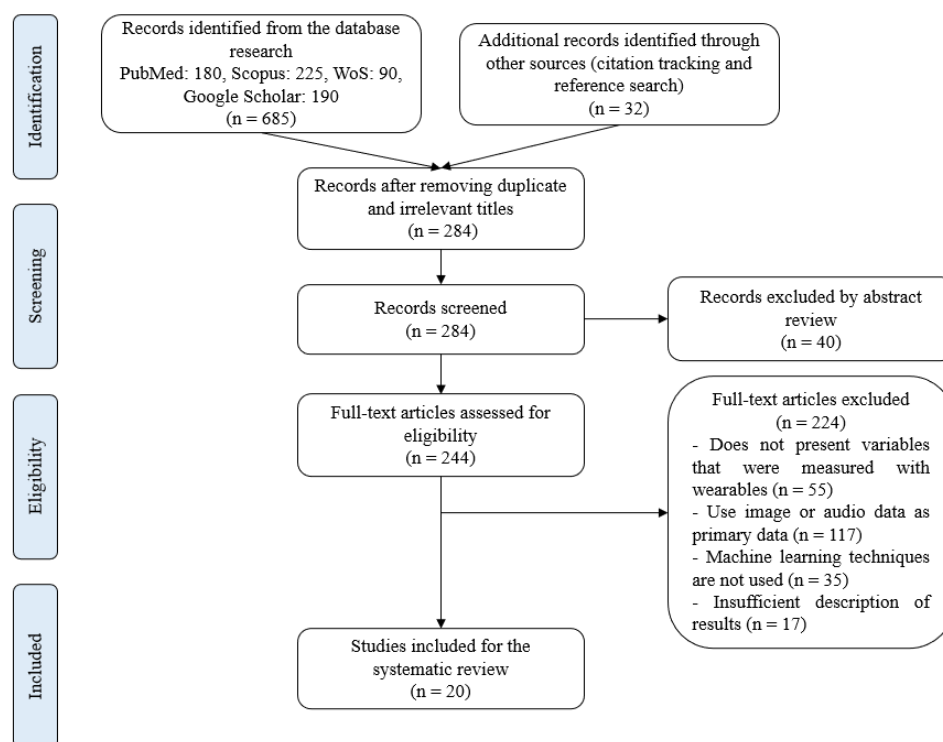 Identification
Records identified from the database
research
PubMed: 180, Scopus: 225, WoS: 90,
Google Scholar: 190
(n = 685)
Additional records identified through
other sources (citation tracking and
reference search)
(n = 32)
Records after removing duplicate
and irrelevant titles
(n = 284)
Screening
Records screened
(n = 284)
Records excluded by abstract
review
(n = 40)
Eligibility
Full-text articles assessed for
eligibility
(n = 244)
Full-text articles excluded
(n = 224)
- Does not present variables
that were measured with
wearables (n = 55)
- Use image or audio data as
primary data (n = 117)
- Machine learning techniques
are not used (n = 35)
- Insufficient description of
results (n = 17)
Included
Studies included for the
systematic review
(n = 20)